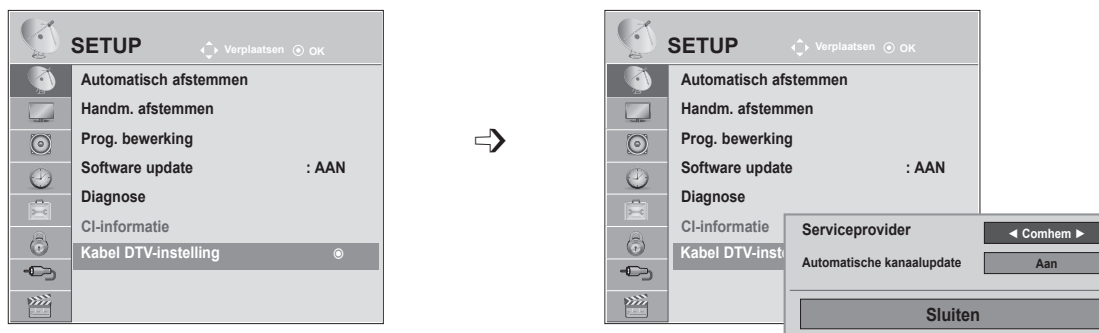 SETUP Verplaatsen OK
Automatisch afstemmen
Handm. afstemmen
Prog. bewerking
Software update : AAN
Diagnose
CI-informatie
Kabel DTV-instelling
SETUP Verplaatsen OK
Automatisch afstemmen
Handm. afstemmen
Prog. bewerking
Software update : AAN
Diagnose
CI-informatie
Kabel DTV-inste
Serviceprovider ◄ Comhem ►
Automatische kanaalupdate Aan
Sluiten